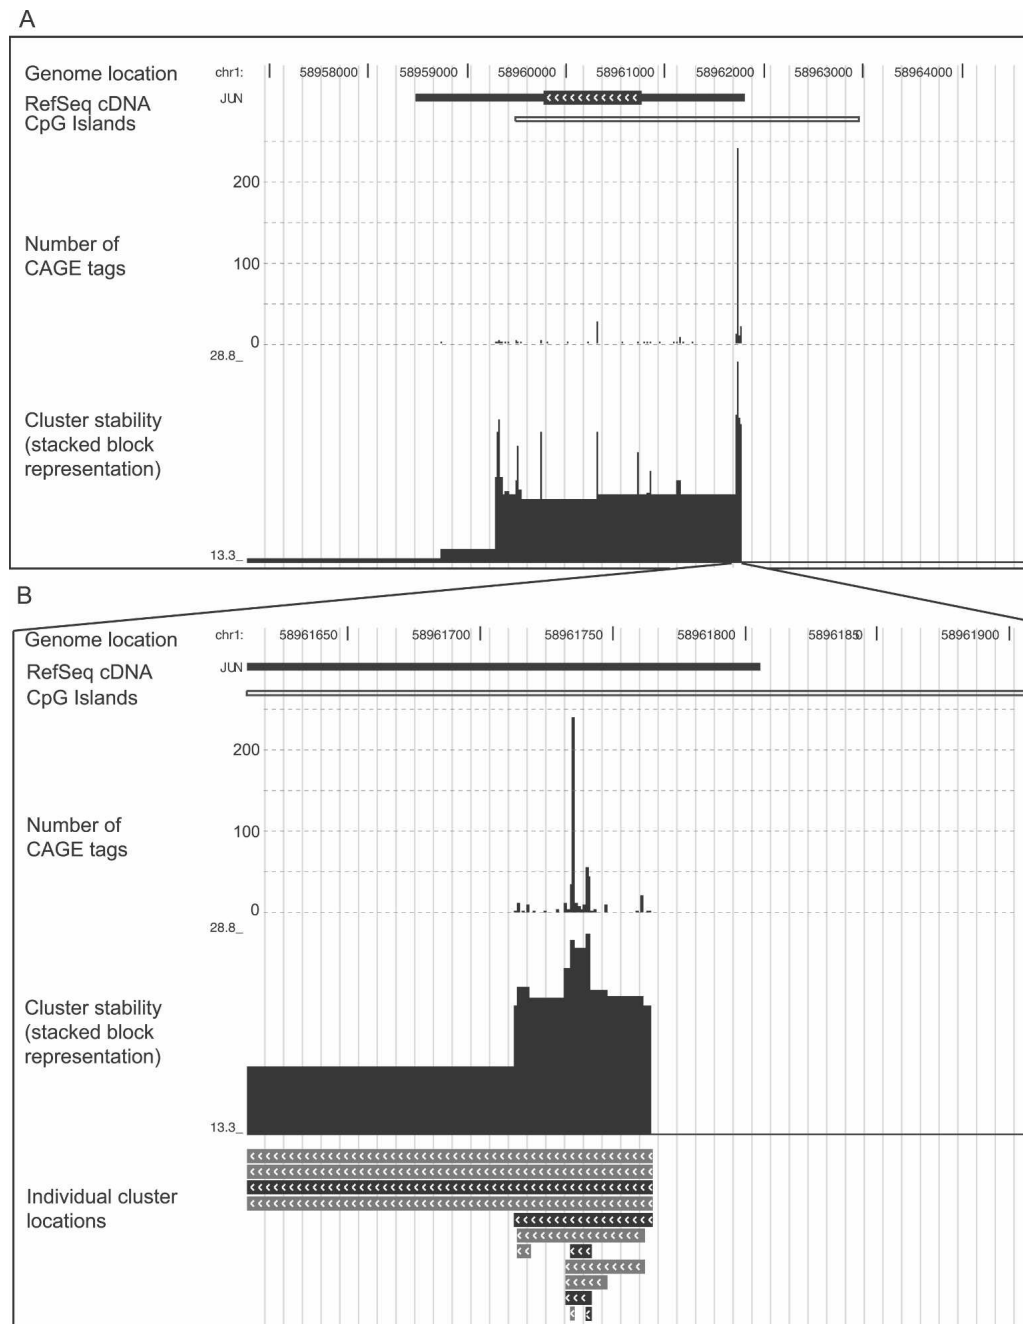 A
Genome location chr1: 58958000 58959000 58960000 58961000 58962000 58963000 58964000
RefSeq cDNA JUN
CpG Islands
200
Number of
CAGE tags
100
0
28.8_
Cluster stability
(stacked block
representation)
13.3_
B
Genome location chr1: 58961650 58961700 58961750 58961800 58961850 58961900
RefSeq cDNA JUN
CpG Islands
200
Number of
CAGE tags
100
0
28.8_
Cluster stability
(stacked block
representation)
13.3_
Individual cluster
locations